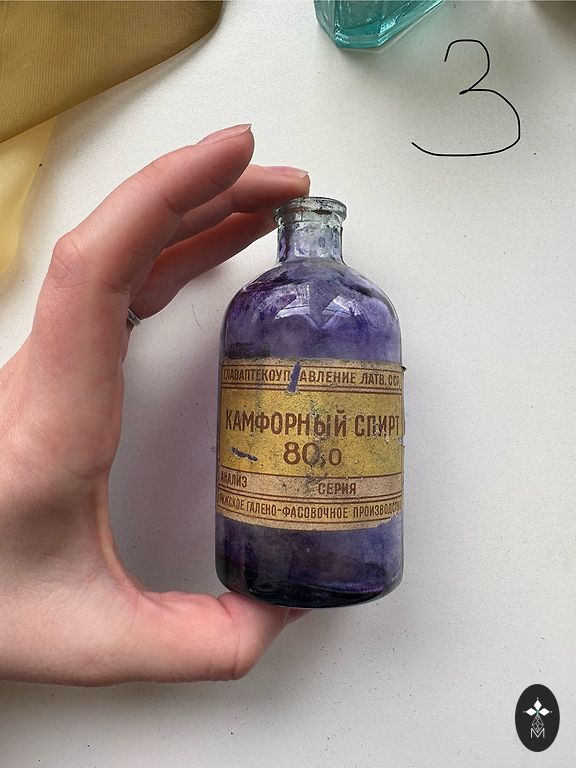 3
ГЛАВАПТЕКОУПРАВЛЕНИЕ ЛАТВ. ССР
КАМФОРНЫЙ СПИРТ
80,0
АНАЛИЗ СЕРИЯ
РИЖСКОЕ ГАЛЕНО-ФАСОВОЧНОЕ ПРОИЗВОДСТВО
M